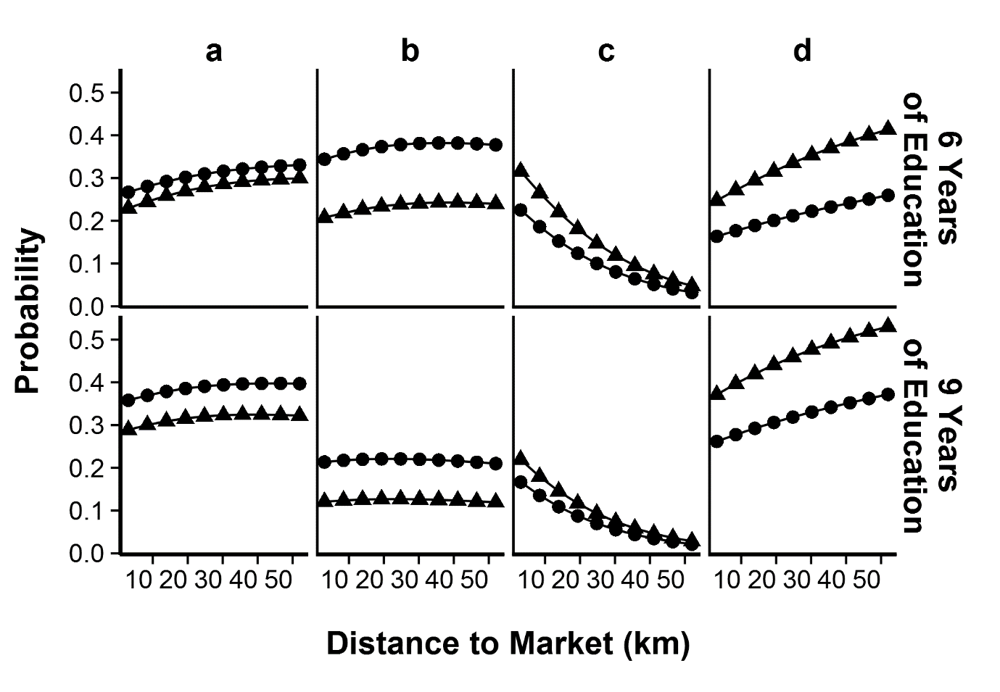 a b c d
0.5
0.4
0.3
0.2
0.1
0.0
6 Years
of Education
0.5
0.4
0.3
0.2
0.1
0.0
9 Years
of Education
Probability
10 20 30 40 50 10 20 30 40 50 10 20 30 40 50 10 20 30 40 50
Distance to Market (km)